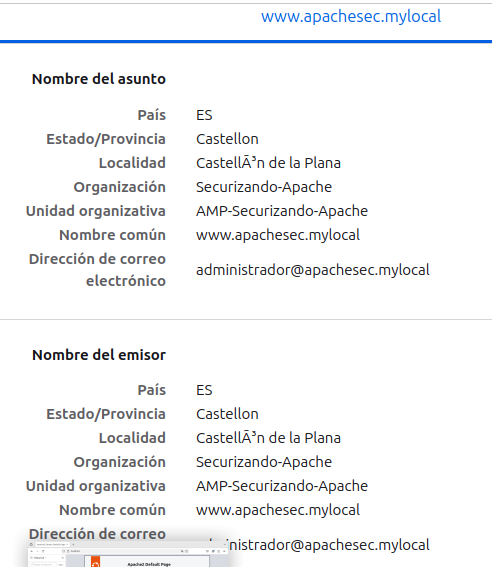 www.apachesec.mylocal
Nombre del asunto
País ES
Estado/Provincia Castellon
Localidad CastellÃ³n de la Plana
Organización Securizando-Apache
Unidad organizativa AMP-Securizando-Apache
Nombre común www.apachesec.mylocal
Dirección de correo
electrónico administrador@apachesec.mylocal
Nombre del emisor
País ES
Estado/Provincia Castellon
Localidad CastellÃ³n de la Plana
Organización Securizando-Apache
Unidad organizativa AMP-Securizando-Apache
Nombre común www.apachesec.mylocal
Dirección de correo
nistrador@apachesec.mylocal
Apache2 Default Page